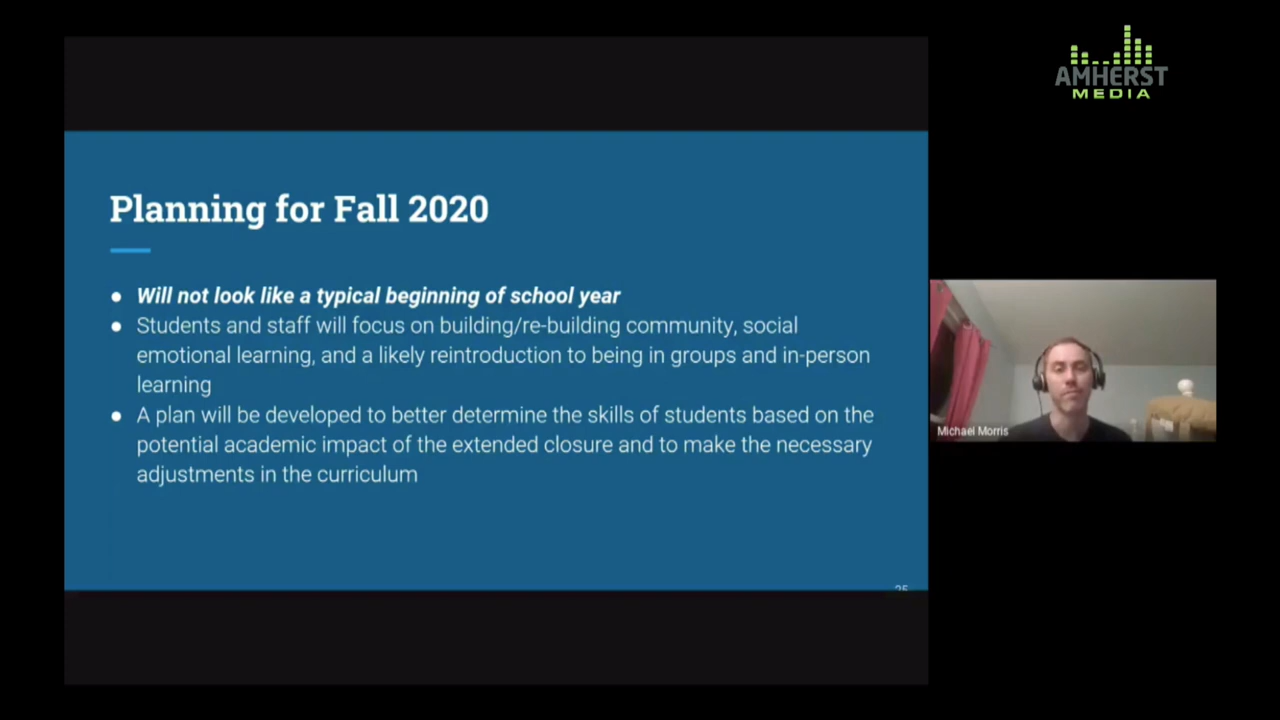 AMHERST
MEDIA
Planning for Fall 2020
● Will not look like a typical beginning of school year
● Students and staff will focus on building/re-building community, social
emotional learning, and a likely reintroduction to being in groups and in-person
learning
● A plan will be developed to better determine the skills of students based on the
potential academic impact of the extended closure and to make the necessary
adjustments in the curriculum
25
Michael Morris